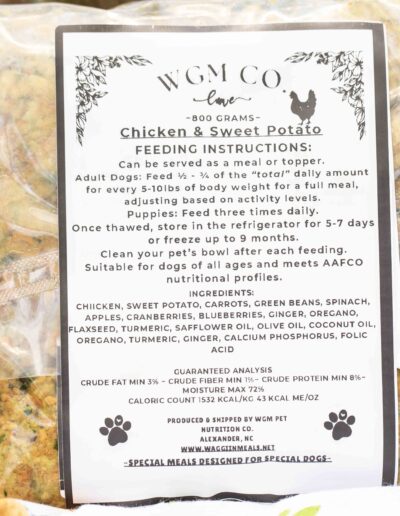 WGM CO.
love
~800 GRAMS~
Chicken & Sweet Potato
FEEDING INSTRUCTIONS:
Can be served as a meal or topper.
Adult Dogs: Feed ½ - ¾ of the "total" daily amount
for every 5-10lbs of body weight for a full meal,
adjusting based on activity levels.
Puppies: Feed three times daily.
Once thawed, store in the refrigerator for 5-7 days
or freeze up to 9 months.
Clean your pet's bowl after each feeding.
Suitable for dogs of all ages and meets AAFCO
nutritional profiles.
INGREDIENTS:
CHIICKEN, SWEET POTATO, CARROTS, GREEN BEANS, SPINACH,
APPLES, CRANBERRIES, BLUEBERRIES, GINGER, OREGANO,
FLAXSEED, TURMERIC, SAFFLOWER OIL, OLIVE OIL, COCONUT OIL,
OREGANO, TURMERIC, GINGER, CALCIUM PHOSPHORUS, FOLIC
ACID
GUARANTEED ANALYSIS
CRUDE FAT MIN 3% ~ CRUDE FIBER MIN 1%~ CRUDE PROTEIN MIN 8%~
MOISTURE MAX 72%
CALORIC COUNT 1532 KCAL/KG 43 KCAL ME/OZ
PRODUCED & SHIPPED BY WGM PET
NUTRITION CO.
ALEXANDER, NC
WWW.WAGGIINMEALS.NET
~SPECIAL MEALS DESIGNED FOR SPECIAL DOGS~